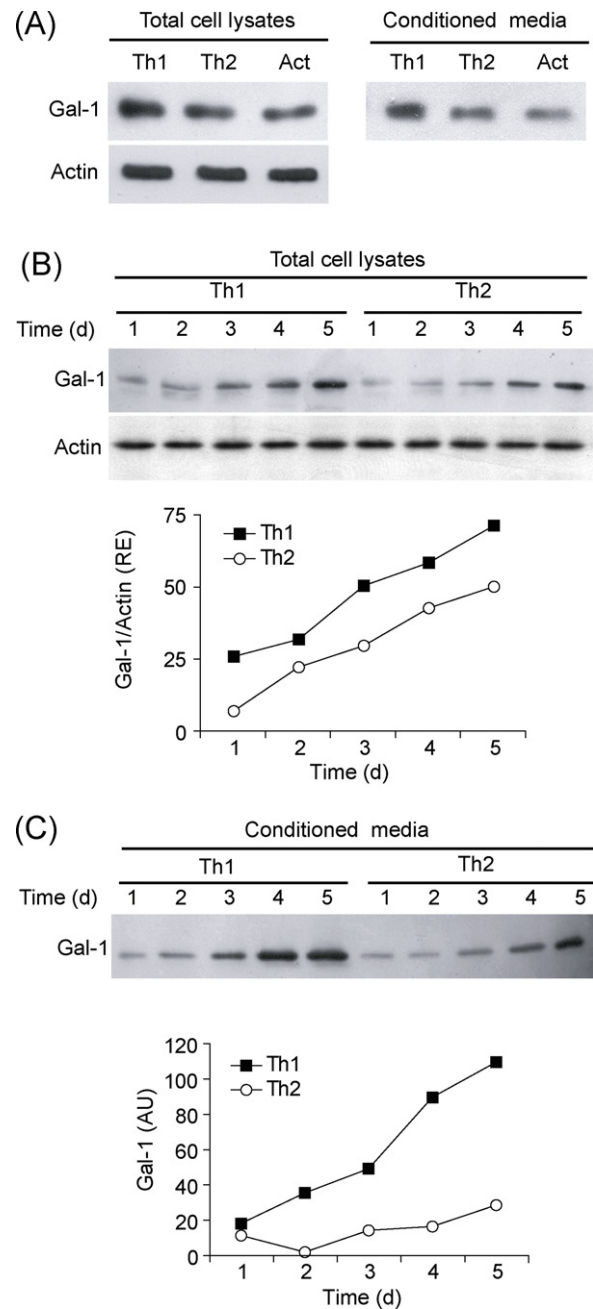 (A)
Total cell lysates
Conditioned media
Th1 Th2 Act
Th1 Th2 Act
Gal-1
Actin
(B)
Total cell lysates
Th1 Th2
Time (d) 1 2 3 4 5 1 2 3 4 5
Gal-1
Actin
75
50
25
0
Gal-1/Actin (RE)
Th1
Th2
1 2 3 4 5
Time (d)
(C)
Conditioned media
Th1 Th2
Time (d) 1 2 3 4 5 1 2 3 4 5
Gal-1
120
100
80
60
40
20
0
Gal-1 (AU)
Th1
Th2
1 2 3 4 5
Time (d)